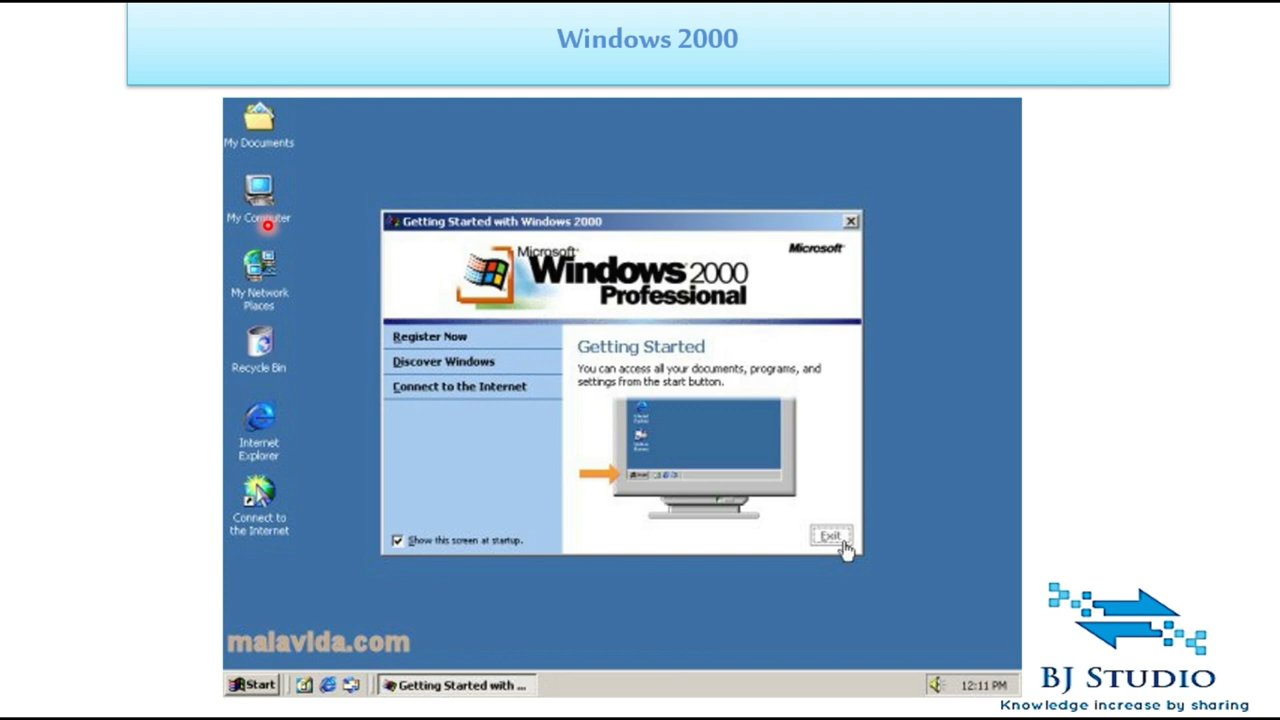 Windows 2000
My Documents
My Computer
My Network
Places
Recycle Bin
Internet
Explorer
Connect to
the Internet
Getting Started with Windows 2000
Microsoft
Microsoft
Windows 2000
Professional
Register Now
Discover Windows
Connect to the Internet
Getting Started
You can access all your documents, programs, and
settings from the start button.
Start
Show this screen at startup.
Exit
malavida.com
Start
Getting Started with ...
12:11 PM
BJ STUDIO
Knowledge increase by sharing